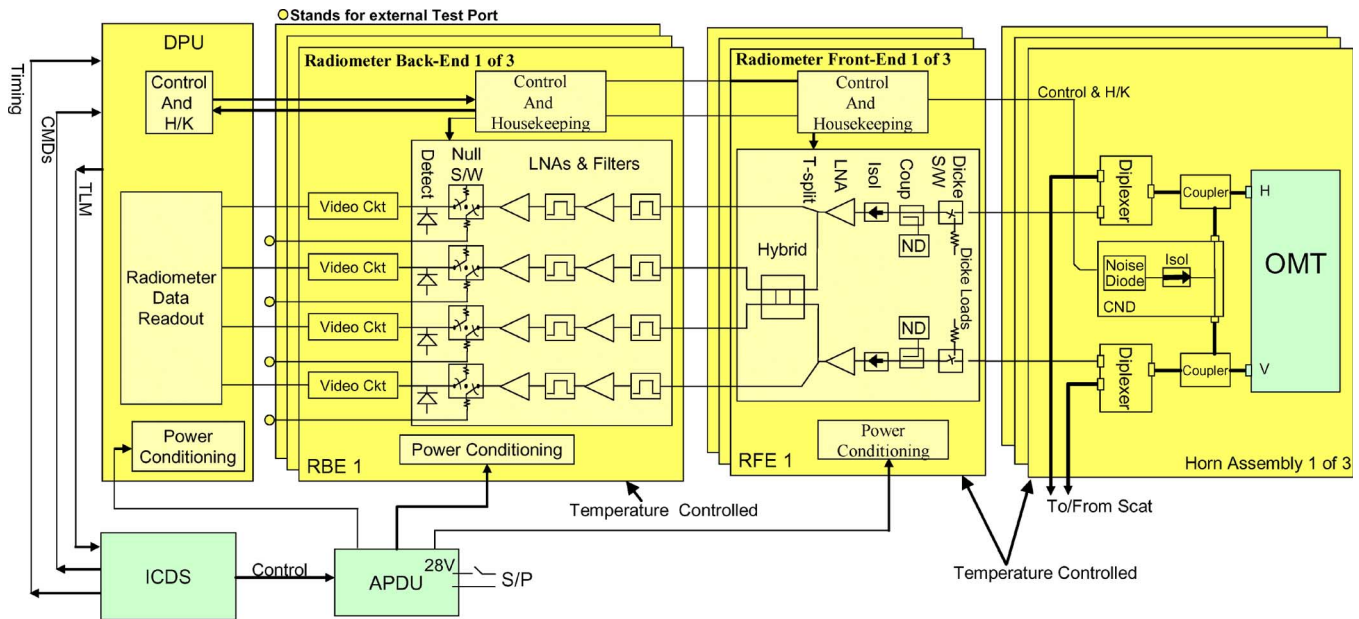 Stands for external Test Port
DPU
Control
And
H/K
Radiometer
Data
Readout
Power
Conditioning
Timing
CMDs
TLM
Radiometer Back-End 1 of 3
Control
And
Housekeeping
Detect
Null
S/W
LNAs & Filters
Video Ckt
Video Ckt
Video Ckt
Video Ckt
Power Conditioning
RBE 1
Radiometer Front-End 1 of 3
Control
And
Housekeeping
T-split
LNA
Isol
Coup
Dicke
S/W
ND
Hybrid
Dicke Loads
ND
Power
Conditioning
RFE 1
Control & H/K
Diplexer
Coupler
H
Noise
Diode
Isol
CND
OMT
Diplexer
Coupler
V
Horn Assembly 1 of 3
To/From Scat
Temperature Controlled
Temperature Controlled
ICDS
Control
28V
APDU
S/P